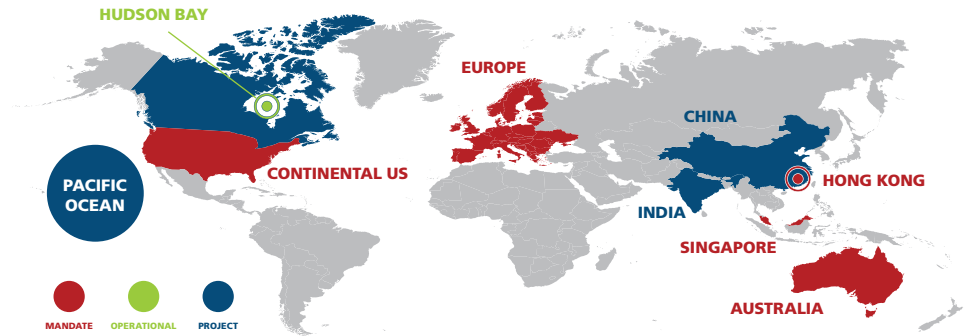 HUDSON BAY
EUROPE
CHINA
CONTINENTAL US
HONG KONG
PACIFIC
OCEAN
INDIA
SINGAPORE
AUSTRALIA
MANDATE
OPERATIONAL
PROJECT